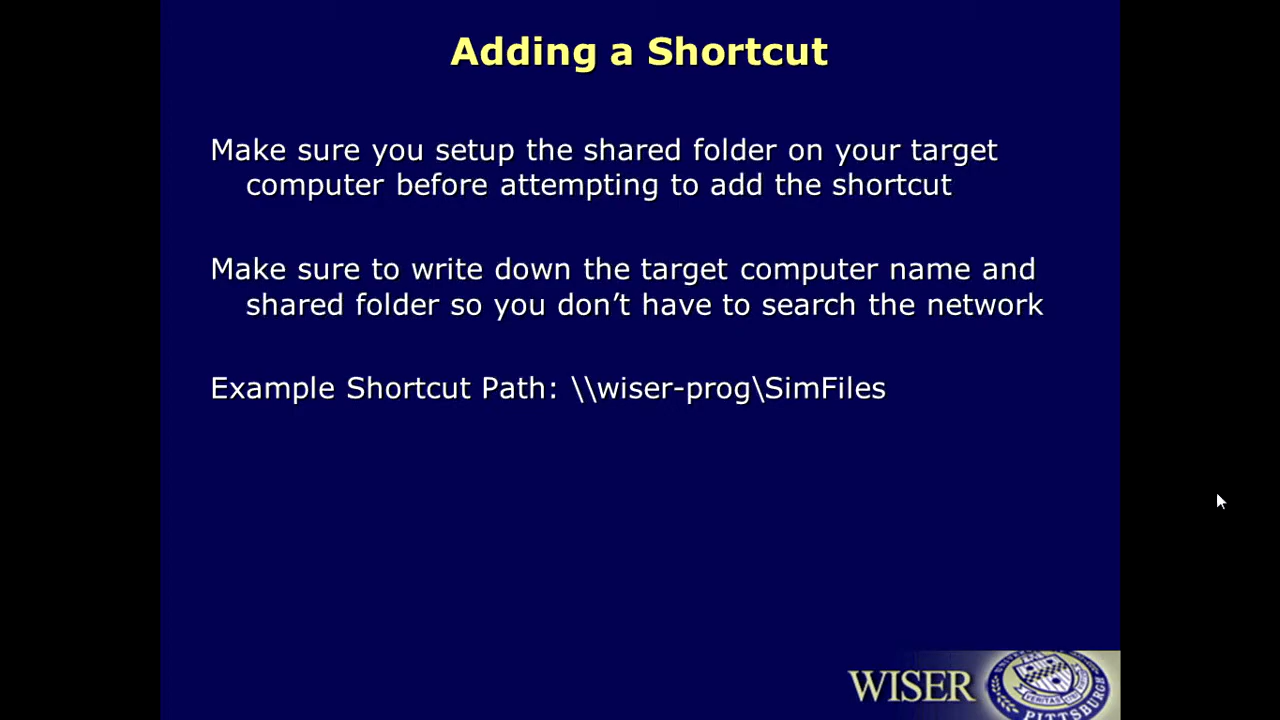 Adding a Shortcut
Make sure you setup the shared folder on your target
computer before attempting to add the shortcut
Make sure to write down the target computer name and
shared folder so you don’t have to search the network
Example Shortcut Path: \\wiser-prog\SimFiles
WISER
PITTSBURGH